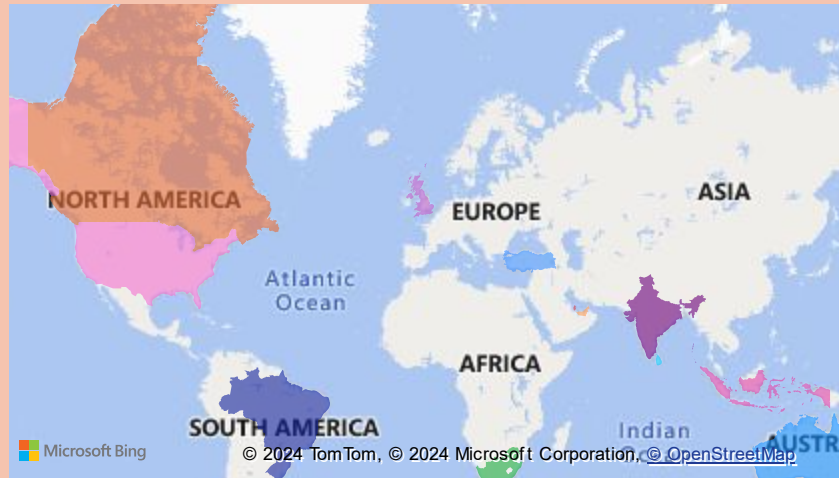 NORTH AMERICA
ASIA
EUROPE
Atlantic
Ocean
AFRICA
SOUTH AMERICA
Indian
AUSTR
Microsoft Bing
© 2024 TomTom, © 2024 Microsoft Corporation, © OpenStreetMap